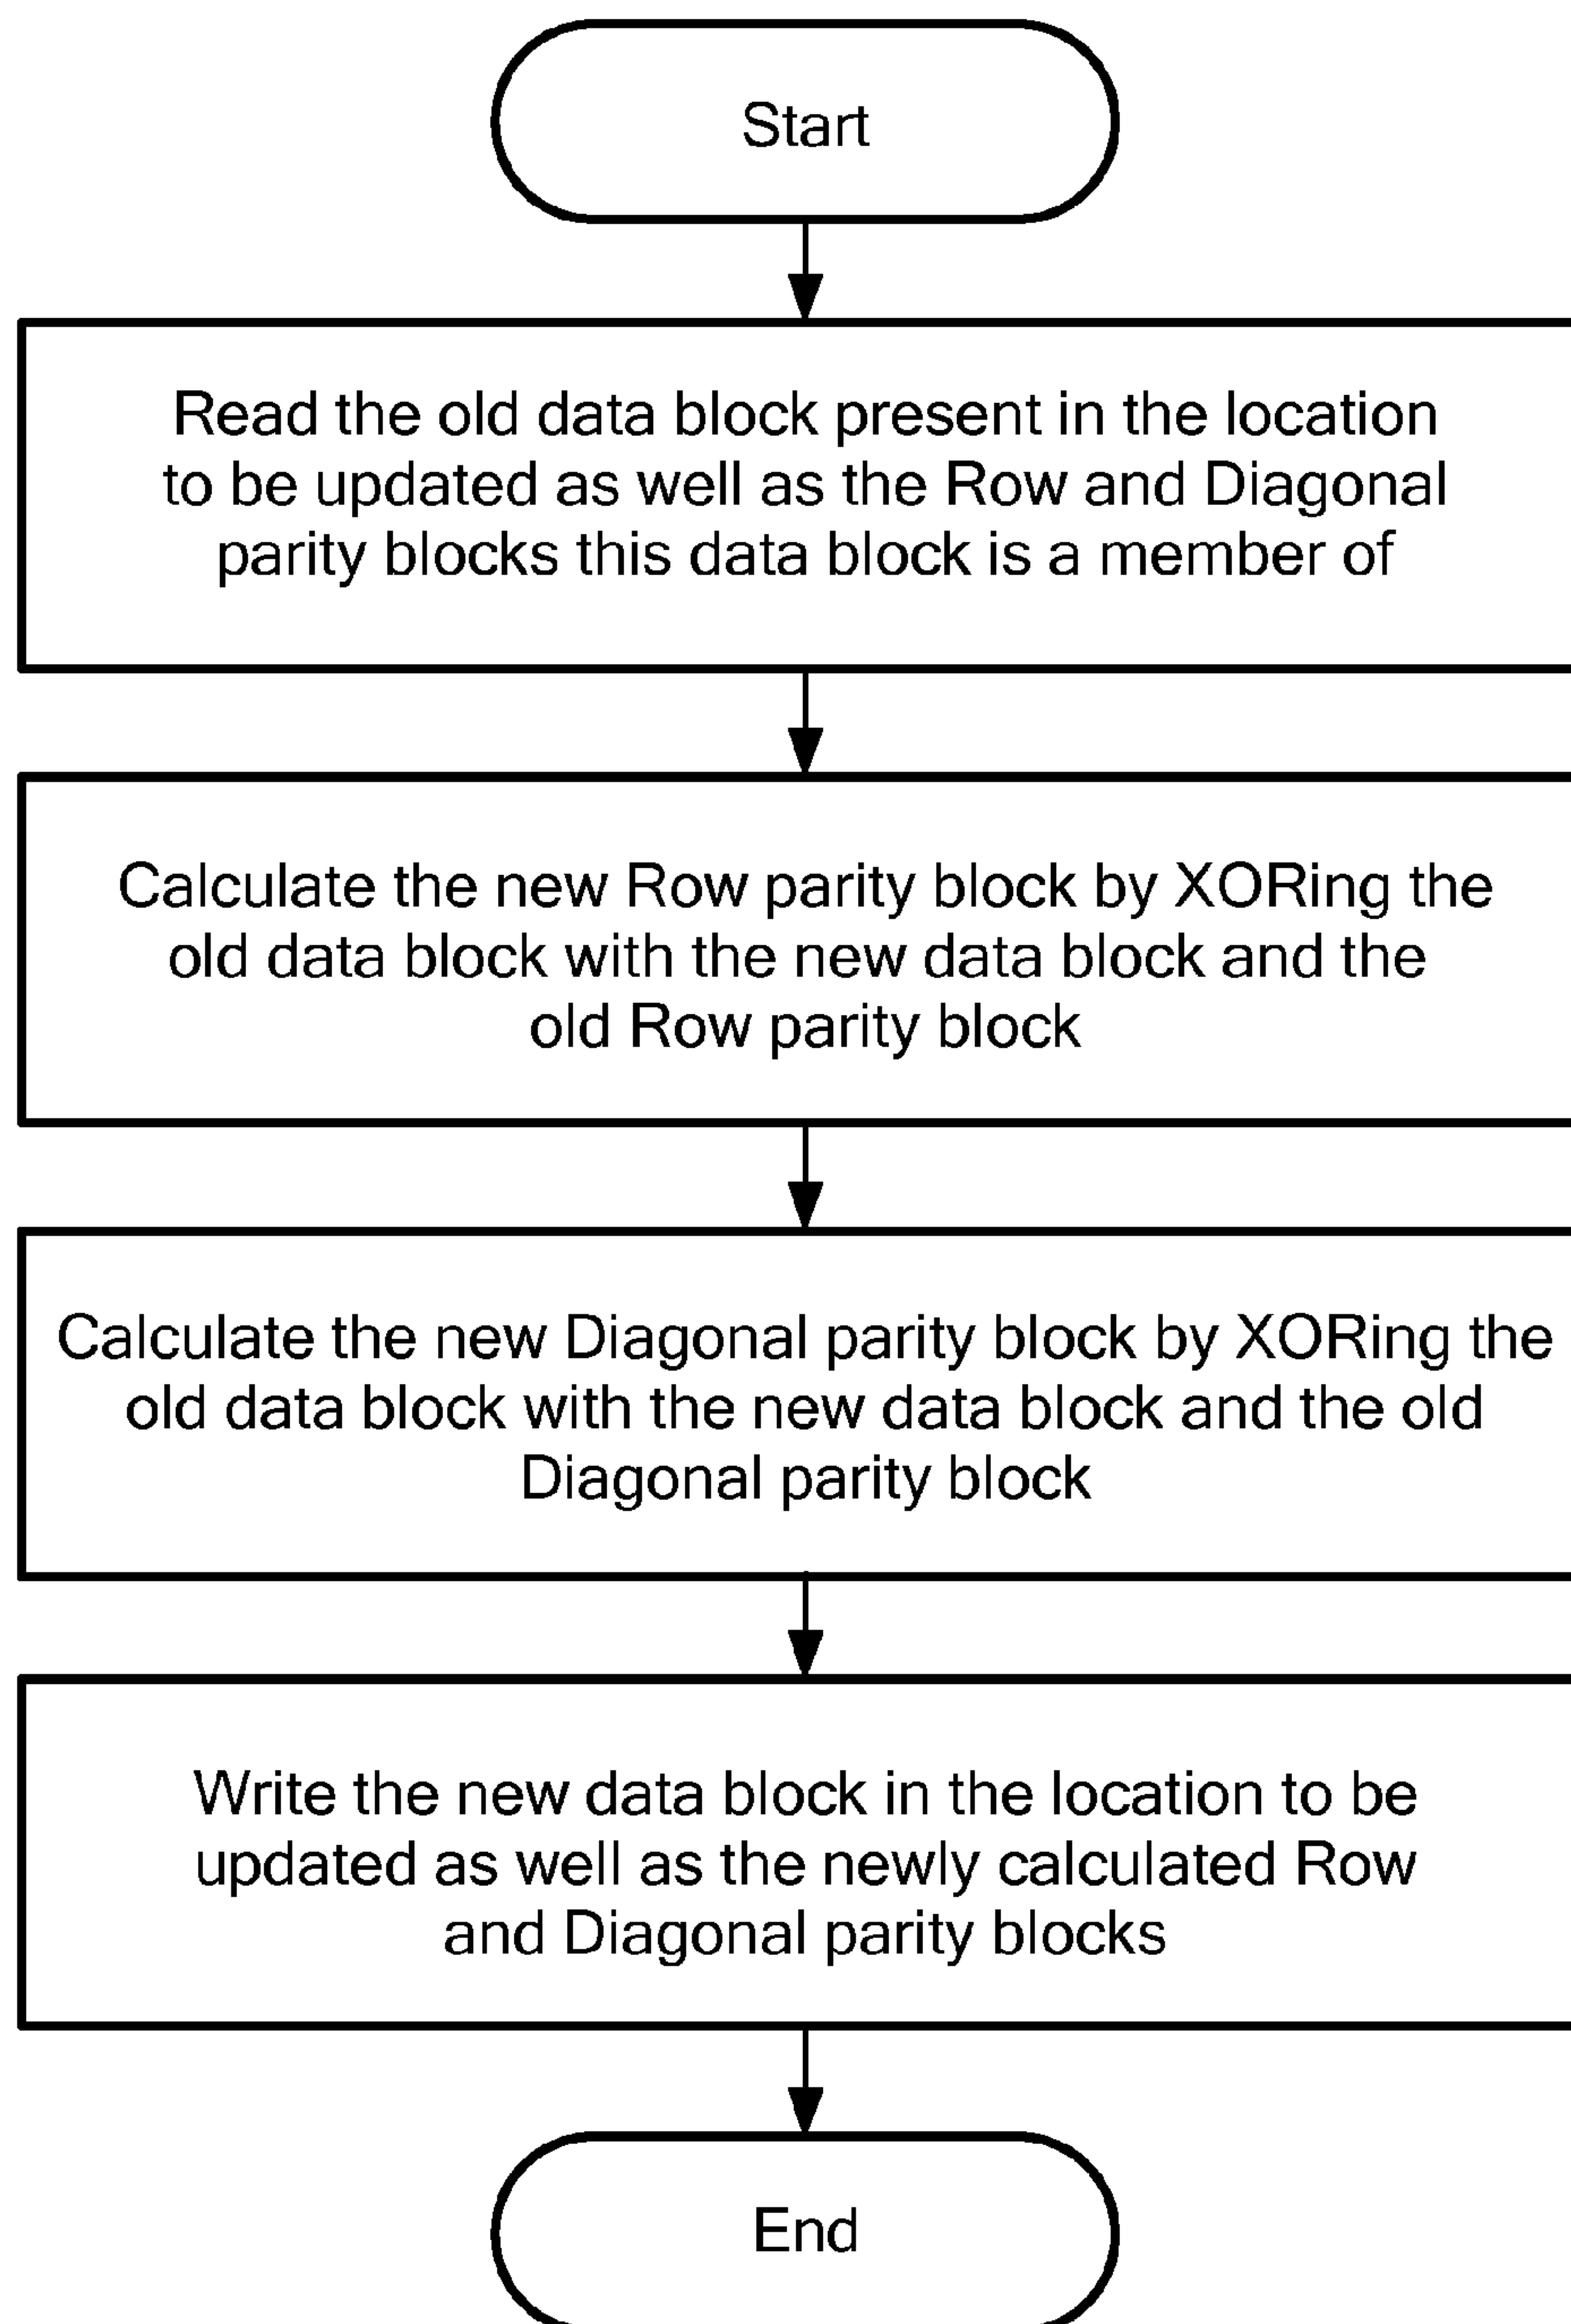 Start
Read the old data block present in the location
to be updated as well as the Row and Diagonal
parity blocks this data block is a member of
Calculate the new Row parity block by XORing the
old data block with the new data block and the
old Row parity block
Calculate the new Diagonal parity block by XORing the
old data block with the new data block and the old
Diagonal parity block
Write the new data block in the location to be
updated as well as the newly calculated Row
and Diagonal parity blocks
End